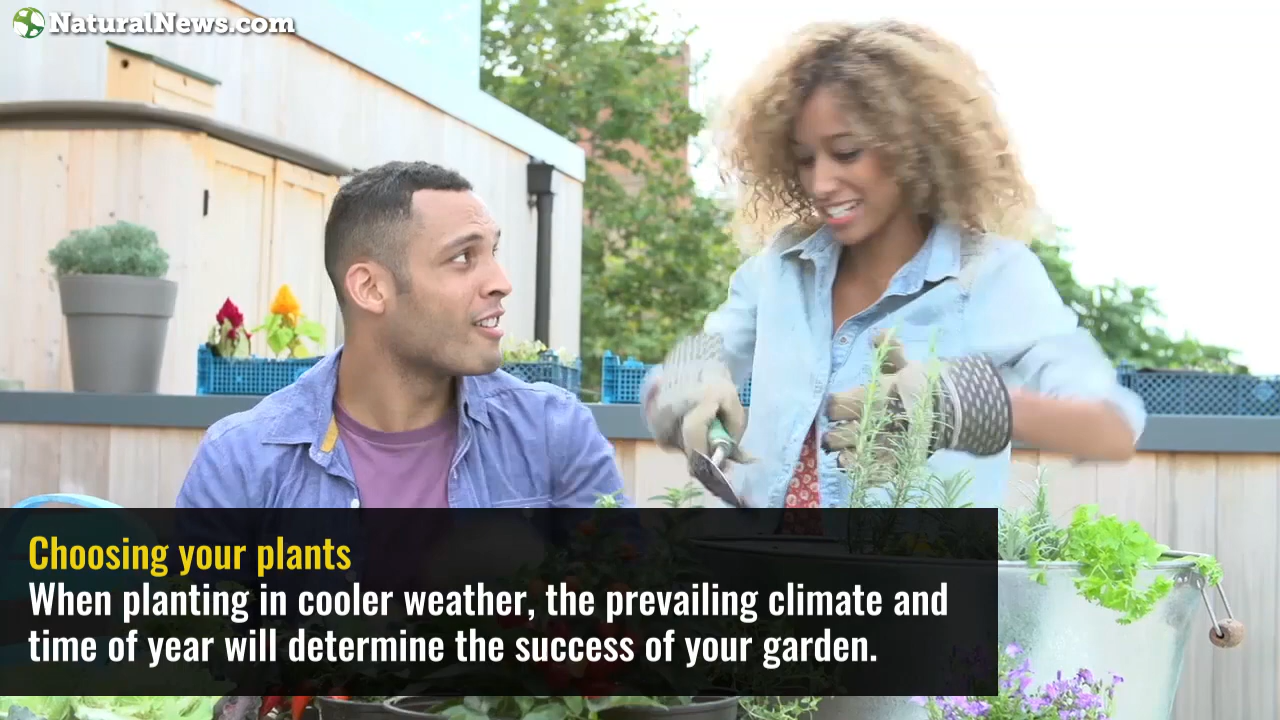 NaturalNews.com
Choosing your plants
When planting in cooler weather, the prevailing climate and
time of year will determine the success of your garden.